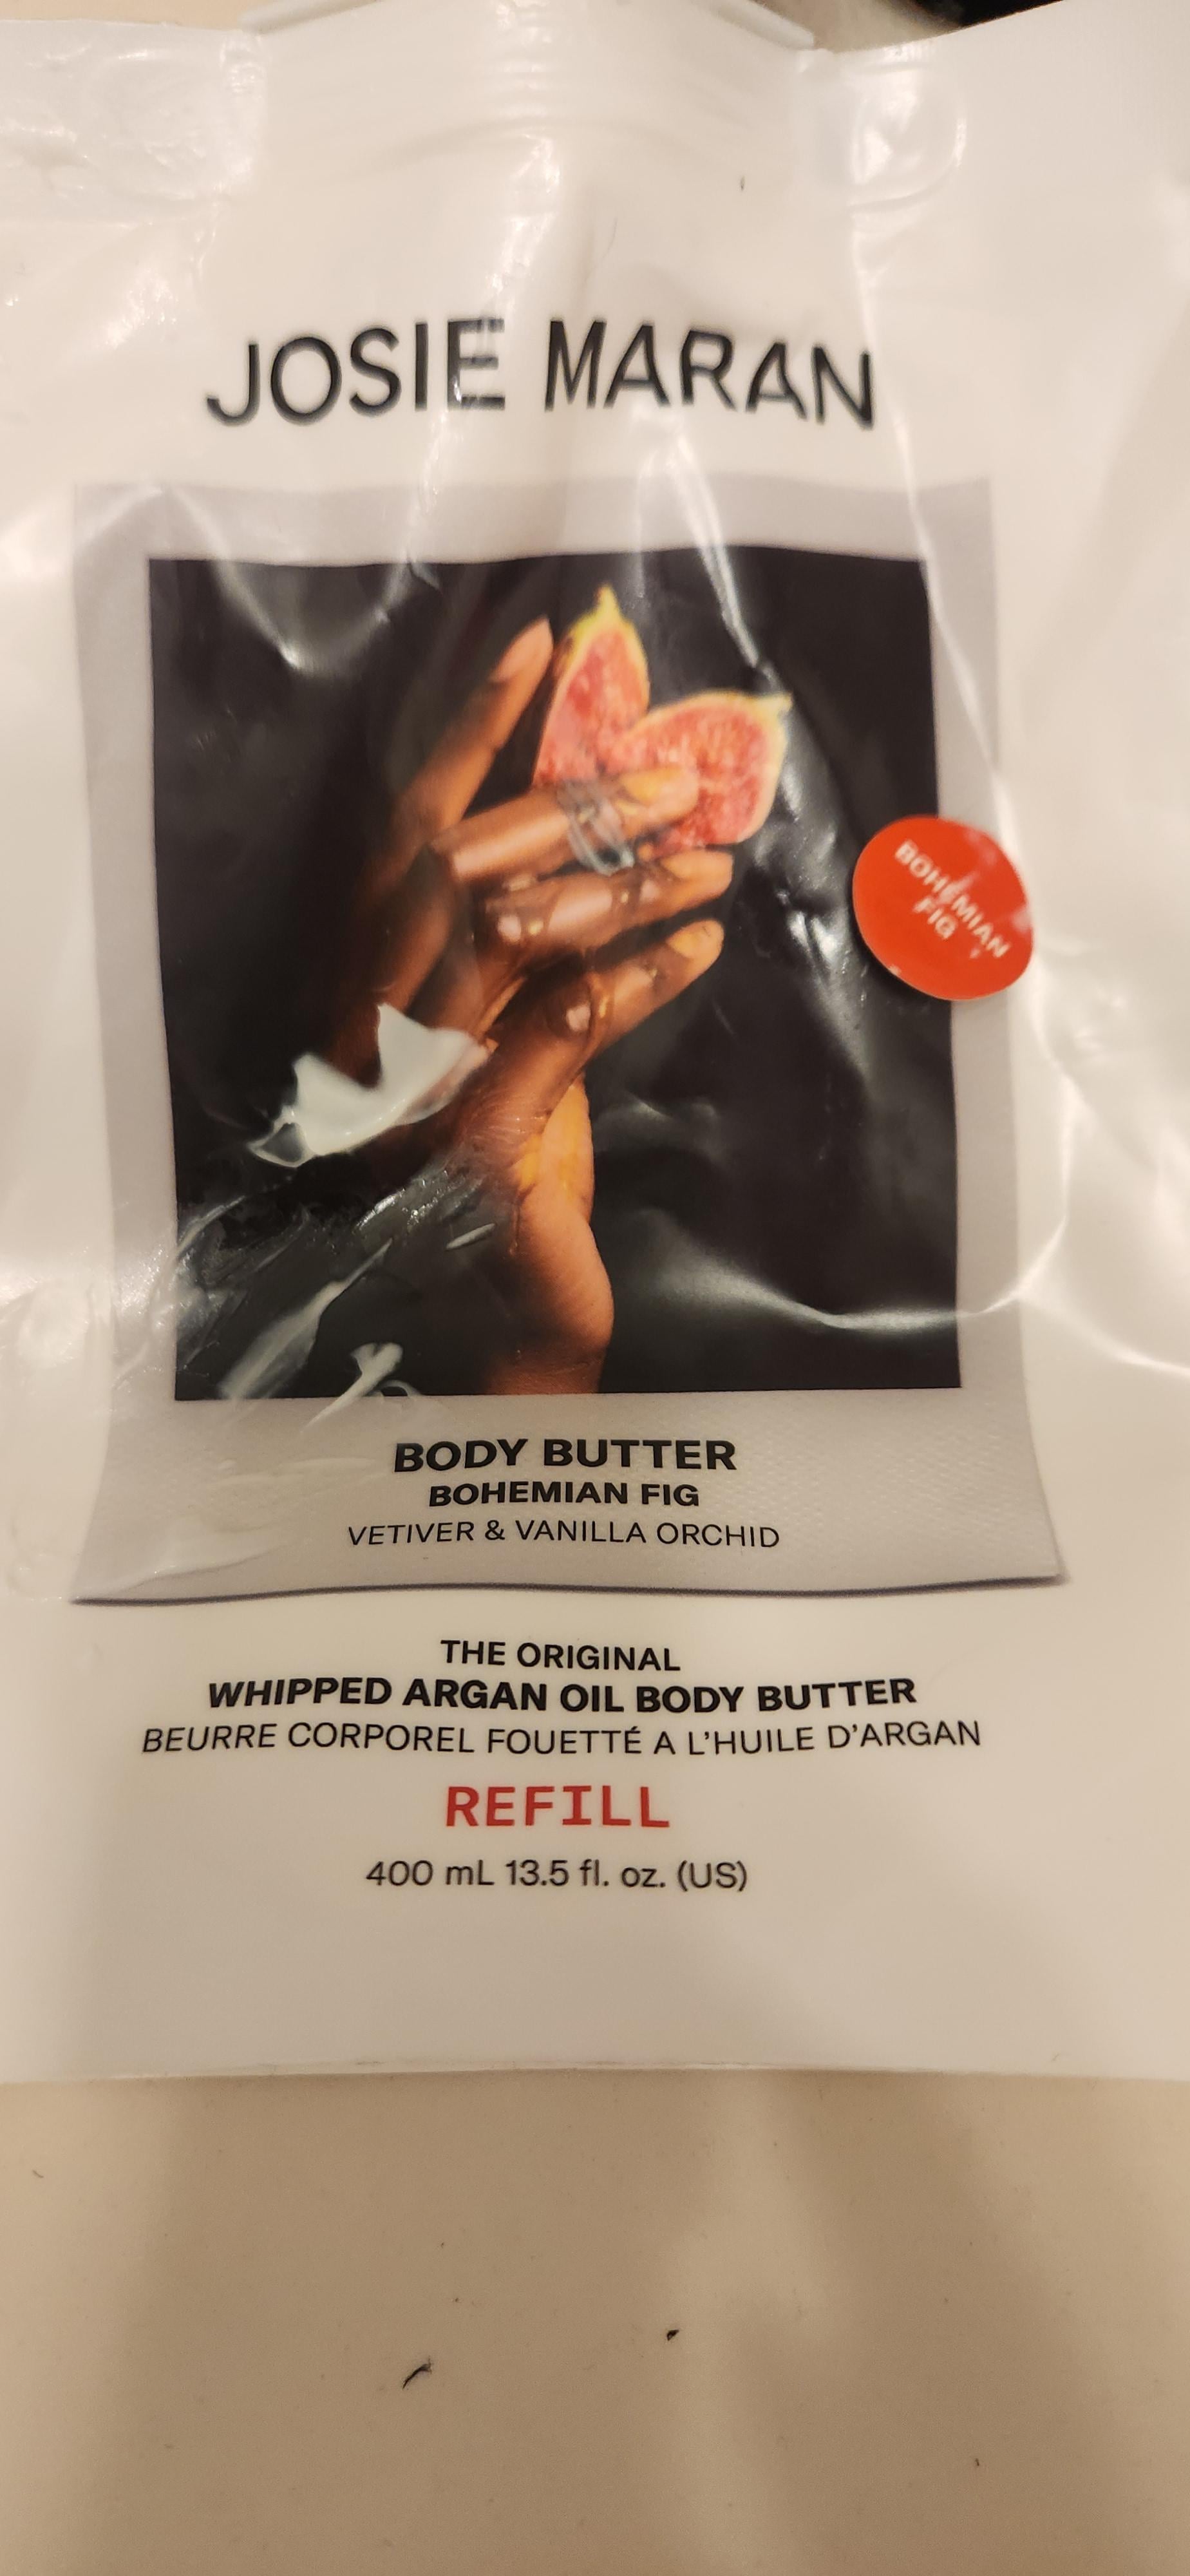 JOSIE MARAN
BOHEMIAN
FIG
BODY BUTTER
BOHEMIAN FIG
VETIVER & VANILLA ORCHID
THE ORIGINAL
WHIPPED ARGAN OIL BODY BUTTER
BEURRE CORPOREL FOUETTÉ A L'HUILE D'ARGAN
REFILL
400 mL 13.5 fl. oz. (US)